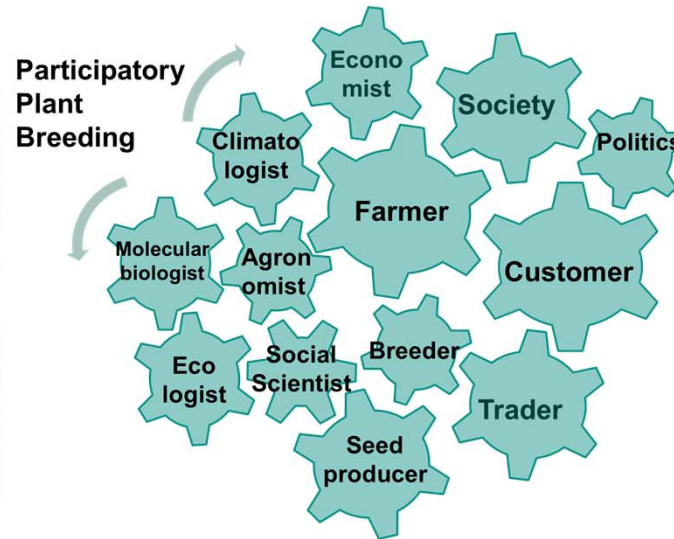 Participatory
Plant
Breeding
Econo
mist
Society
Politics
Climato
logist
Farmer
Customer
Molecular
biologist
Agron
omist
Eco
logist
Social
Scientist
Breeder
Trader
Seed
producer